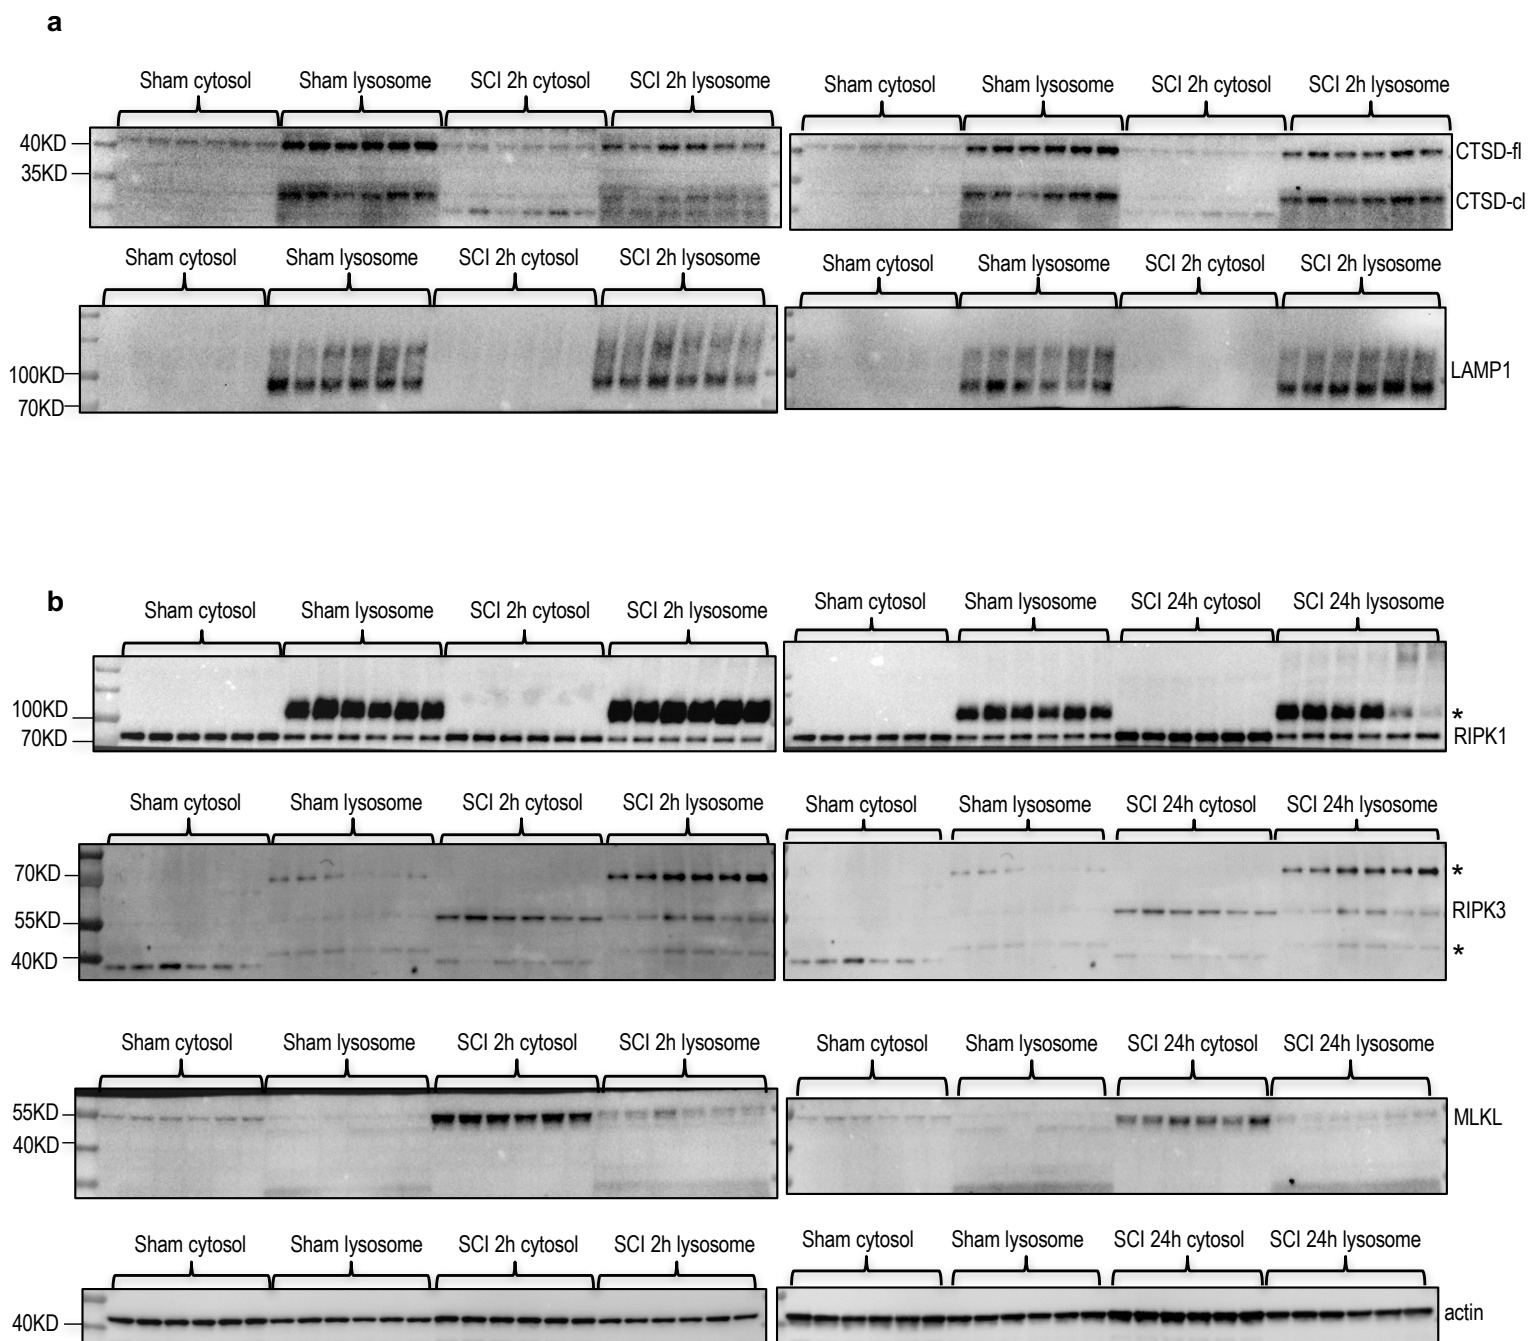 a
Sham cytosol Sham lysosome SCI 2h cytosol SCI 2h lysosome Sham cytosol Sham lysosome SCI 2h cytosol SCI 2h lysosome
40KD CTSD-fl
35KD CTSD-cl
Sham cytosol Sham lysosome SCI 2h cytosol SCI 2h lysosome Sham cytosol Sham lysosome SCI 2h cytosol SCI 2h lysosome
100KD LAMP1
70KD
b
Sham cytosol Sham lysosome SCI 2h cytosol SCI 2h lysosome Sham cytosol Sham lysosome SCI 24h cytosol SCI 24h lysosome
100KD *
70KD RIPK1
Sham cytosol Sham lysosome SCI 2h cytosol SCI 2h lysosome Sham cytosol Sham lysosome SCI 24h cytosol SCI 24h lysosome
70KD *
55KD RIPK3
40KD *
Sham cytosol Sham lysosome SCI 2h cytosol SCI 2h lysosome Sham cytosol Sham lysosome SCI 24h cytosol SCI 24h lysosome
55KD MLKL
40KD
Sham cytosol Sham lysosome SCI 2h cytosol SCI 2h lysosome Sham cytosol Sham lysosome SCI 24h cytosol SCI 24h lysosome
40KD actin